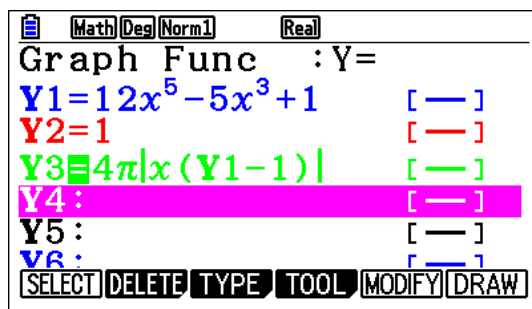 Math Deg Norm1 Real
Graph Func :Y=
Y1=12x⁵−5x³+1 [—]
Y2=1 [—]
Y3=4π|x(Y1−1)| [—]
Y4: [—]
Y5: [—]
Y6: [—]
SELECT DELETE TYPE TOOL MODIFY DRAW